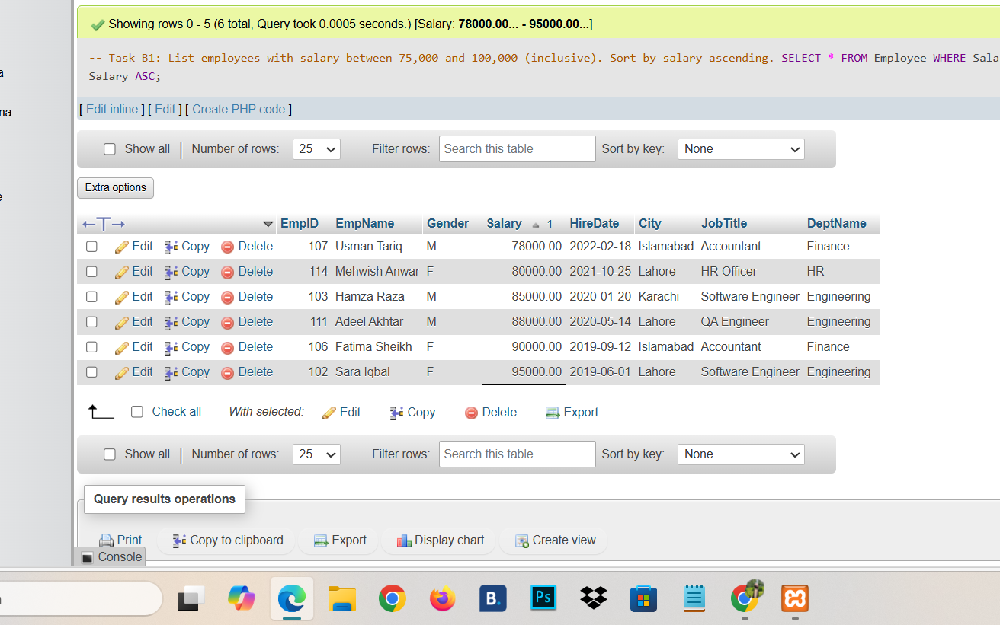 Showing rows 0 - 5 (6 total, Query took 0.0005 seconds.) [Salary: 78000.00... - 95000.00...]
-- Task B1: List employees with salary between 75,000 and 100,000 (inclusive). Sort by salary ascending. SELECT * FROM Employee WHERE
Salary ASC;
[ Edit inline ] [ Edit ] [ Create PHP code ]
Show all Number of rows: 25 Filter rows: Search this table Sort by key: None
Extra options
EmpID EmpName Gender Salary 1 HireDate City JobTitle DeptName
Edit Copy Delete 107 Usman Tariq M 78000.00 2022-02-18 Islamabad Accountant Finance
Edit Copy Delete 114 Mehwish Anwar F 80000.00 2021-10-25 Lahore HR Officer HR
Edit Copy Delete 103 Hamza Raza M 85000.00 2020-01-20 Karachi Software Engineer Engineering
Edit Copy Delete 111 Adeel Akhtar M 88000.00 2020-05-14 Lahore QA Engineer Engineering
Edit Copy Delete 106 Fatima Sheikh F 90000.00 2019-09-12 Islamabad Accountant Finance
Edit Copy Delete 102 Sara Iqbal F 95000.00 2019-06-01 Lahore Software Engineer Engineering
Check all With selected: Edit Copy Delete Export
Show all Number of rows: 25 Filter rows: Search this table Sort by key: None
Query results operations
Print Copy to clipboard Export Display chart Create view
Console
B. Ps